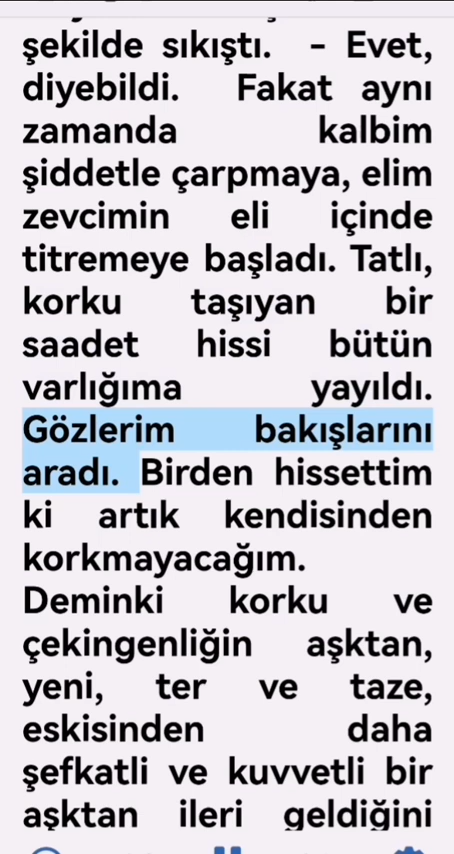 şekilde sıkıştı. - Evet,
diyebildi. Fakat aynı
zamanda kalbim
şiddetle çarpmaya, elim
zevcimin eli içinde
titremeye başladı. Tatlı,
korku taşıyan bir
saadet hissi bütün
varlığıma yayıldı.
Gözlerim bakışlarını
aradı. Birden hissettim
ki artık kendisinden
korkmayacağım.
Deminki korku ve
çekingenliğin aşktan,
yeni, ter ve taze,
eskisinden daha
şefkatli ve kuvvetli bir
aşktan ileri geldiğini